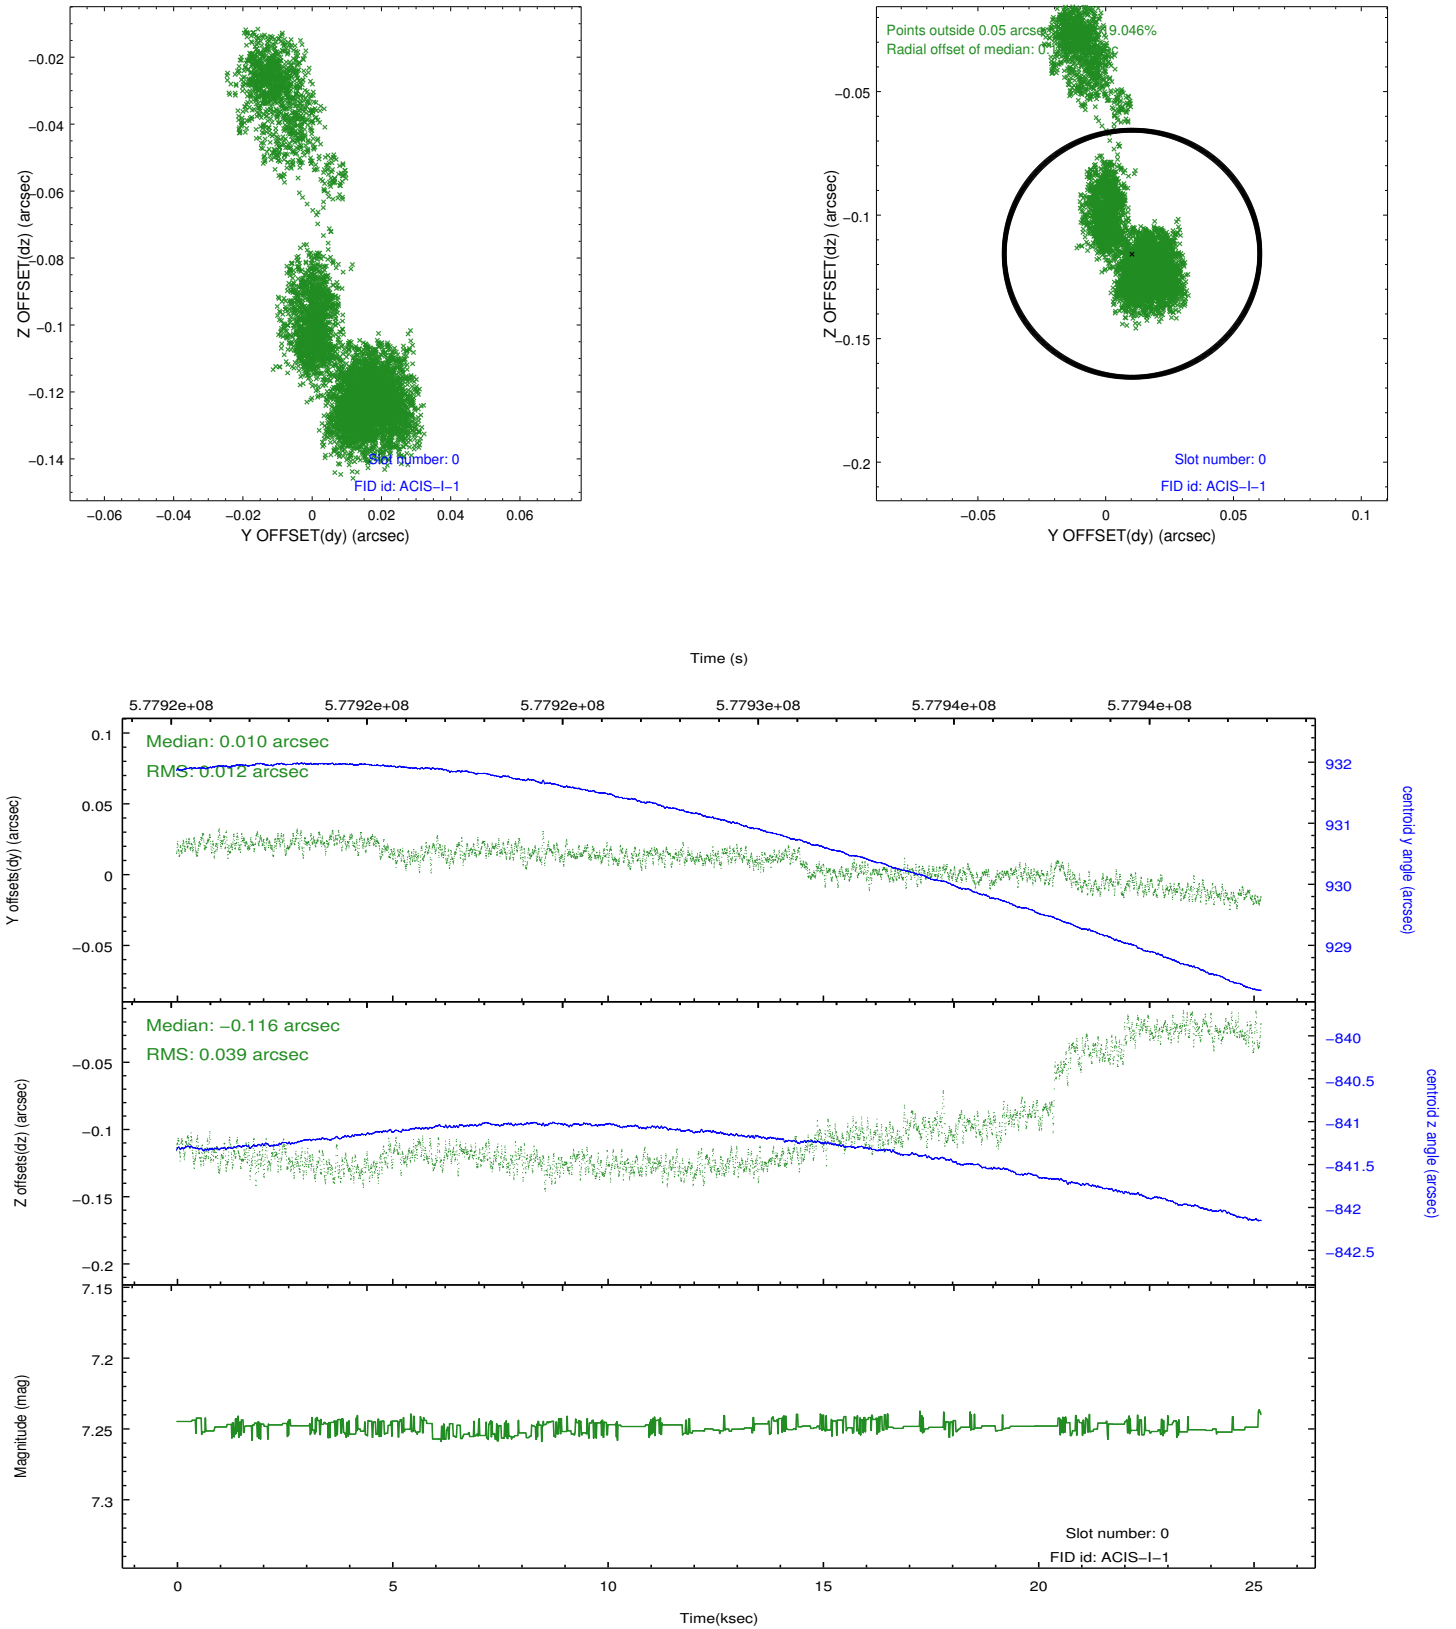 Z OFFSET(dz) (arcsec)
−0.02
−0.04
−0.06
−0.08
−0.1
−0.12
−0.14
Slot number: 0
FID id: ACIS−I−1
−0.06 −0.04 −0.02 0 0.02 0.04 0.06
Y OFFSET(dy) (arcsec)
Points outside 0.05 19.046%
Radial offset of median:
Z OFFSET(dz) (arcsec)
−0.05
−0.1
−0.15
−0.2
Slot number: 0
FID id: ACIS−I−1
−0.05 0 0.05 0.1
Y OFFSET(dy) (arcsec)
Time (s)
5.7792e+08 5.7792e+08 5.7792e+08 5.7793e+08 5.7794e+08 5.7794e+08
Median: 0.010 arcsec
RMS: 0.012 arcsec
Y offsets(dy) (arcsec)
0.1
0.05
0
−0.05
932
931
930
929
centroid y angle (arcsec)
Median: −0.116 arcsec
RMS: 0.039 arcsec
Z offsets(dz) (arcsec)
−0.05
−0.1
−0.15
−0.2
−840
−840.5
−841
−841.5
−842
−842.5
centroid z angle (arcsec)
Magnitude (mag)
7.15
7.2
7.25
7.3
Slot number: 0
FID id: ACIS−I−1
0 5 10 15 20 25
Time(ksec)